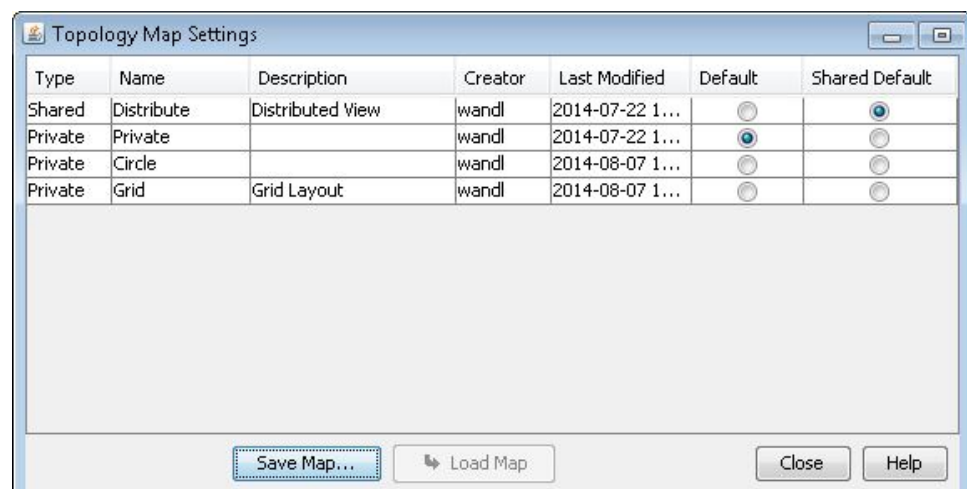 Topology Map Settings
Type Name Description Creator Last Modified Default Shared Default
Shared Distribute Distributed View wandl 2014-07-22 1...
Private Private wandl 2014-07-22 1...
Private Circle wandl 2014-08-07 1...
Private Grid Grid Layout wandl 2014-08-07 1...
Save Map... Load Map Close Help